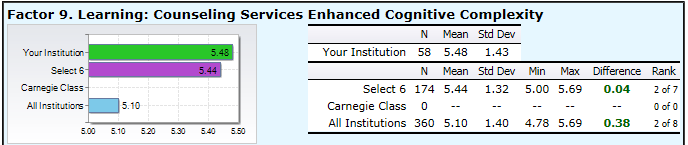 Factor 9. Learning: Counseling Services Enhanced Cognitive Complexity
Your Institution 5.48
Select 6 5.44
Carnegie Class
All Institutions 5.10
5.00 5.10 5.20 5.30 5.40 5.50
N Mean Std Dev
Your Institution 58 5.48 1.43
N Mean Std Dev Min Max Difference Rank
Select 6 174 5.44 1.32 5.00 5.69 0.04 2 of 7
Carnegie Class 0 -- -- -- -- -- 0 of 0
All Institutions 360 5.10 1.40 4.78 5.69 0.38 2 of 8